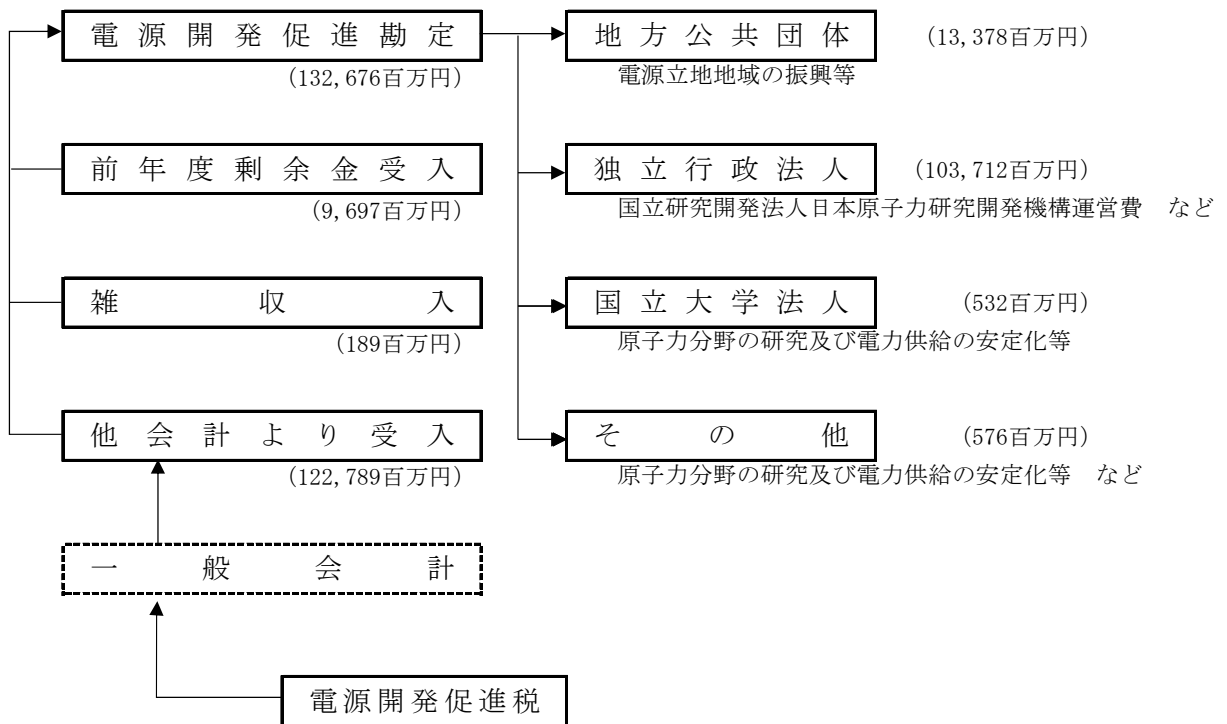 電源開発促進勘定
(132,676百万円)
前年度剰余金受入
(9,697百万円)
雑収入
(189百万円)
他会計より受入
(122,789百万円)
一般会計
電源開発促進税
地方公共団体 (13,378百万円)
電源立地地域の振興等
独立行政法人 (103,712百万円)
国立研究開発法人日本原子力研究開発機構運営費 など
国立大学法人 (532百万円)
原子力分野の研究及び電力供給の安定化等
その他 (576百万円)
原子力分野の研究及び電力供給の安定化等 など